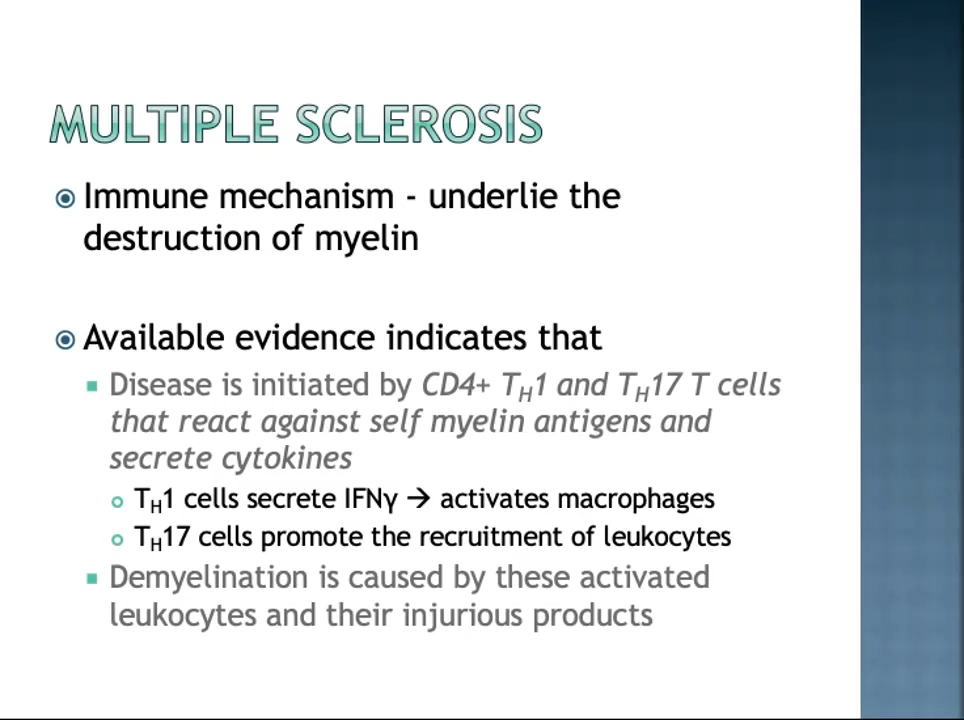 MULTIPLE SCLEROSIS
Immune mechanism - underlie the
destruction of myelin
Available evidence indicates that
Disease is initiated by CD4+ TH1 and TH17 T cells
that react against self myelin antigens and
secrete cytokines
TH1 cells secrete IFNγ → activates macrophages
TH17 cells promote the recruitment of leukocytes
Demyelination is caused by these activated
leukocytes and their injurious products